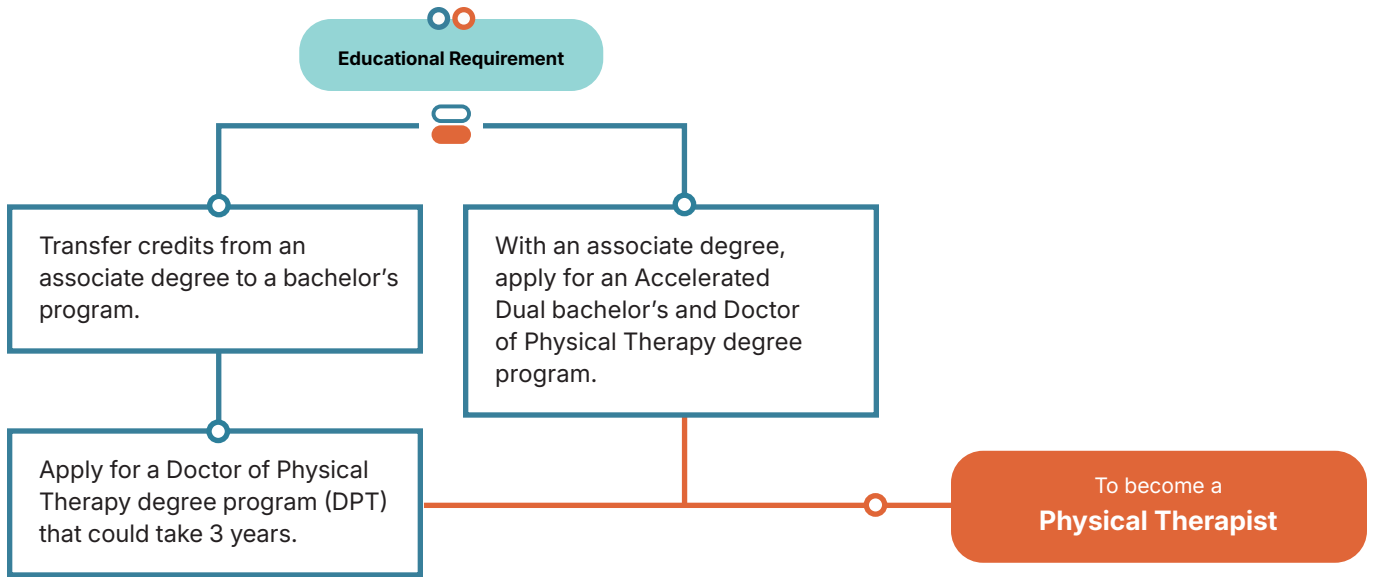 Educational Requirement
Transfer credits from an
associate degree to a bachelor’s
program.
With an associate degree,
apply for an Accelerated
Dual bachelor’s and Doctor
of Physical Therapy degree
program.
Apply for a Doctor of Physical
Therapy degree program (DPT)
that could take 3 years.
To become a
Physical Therapist